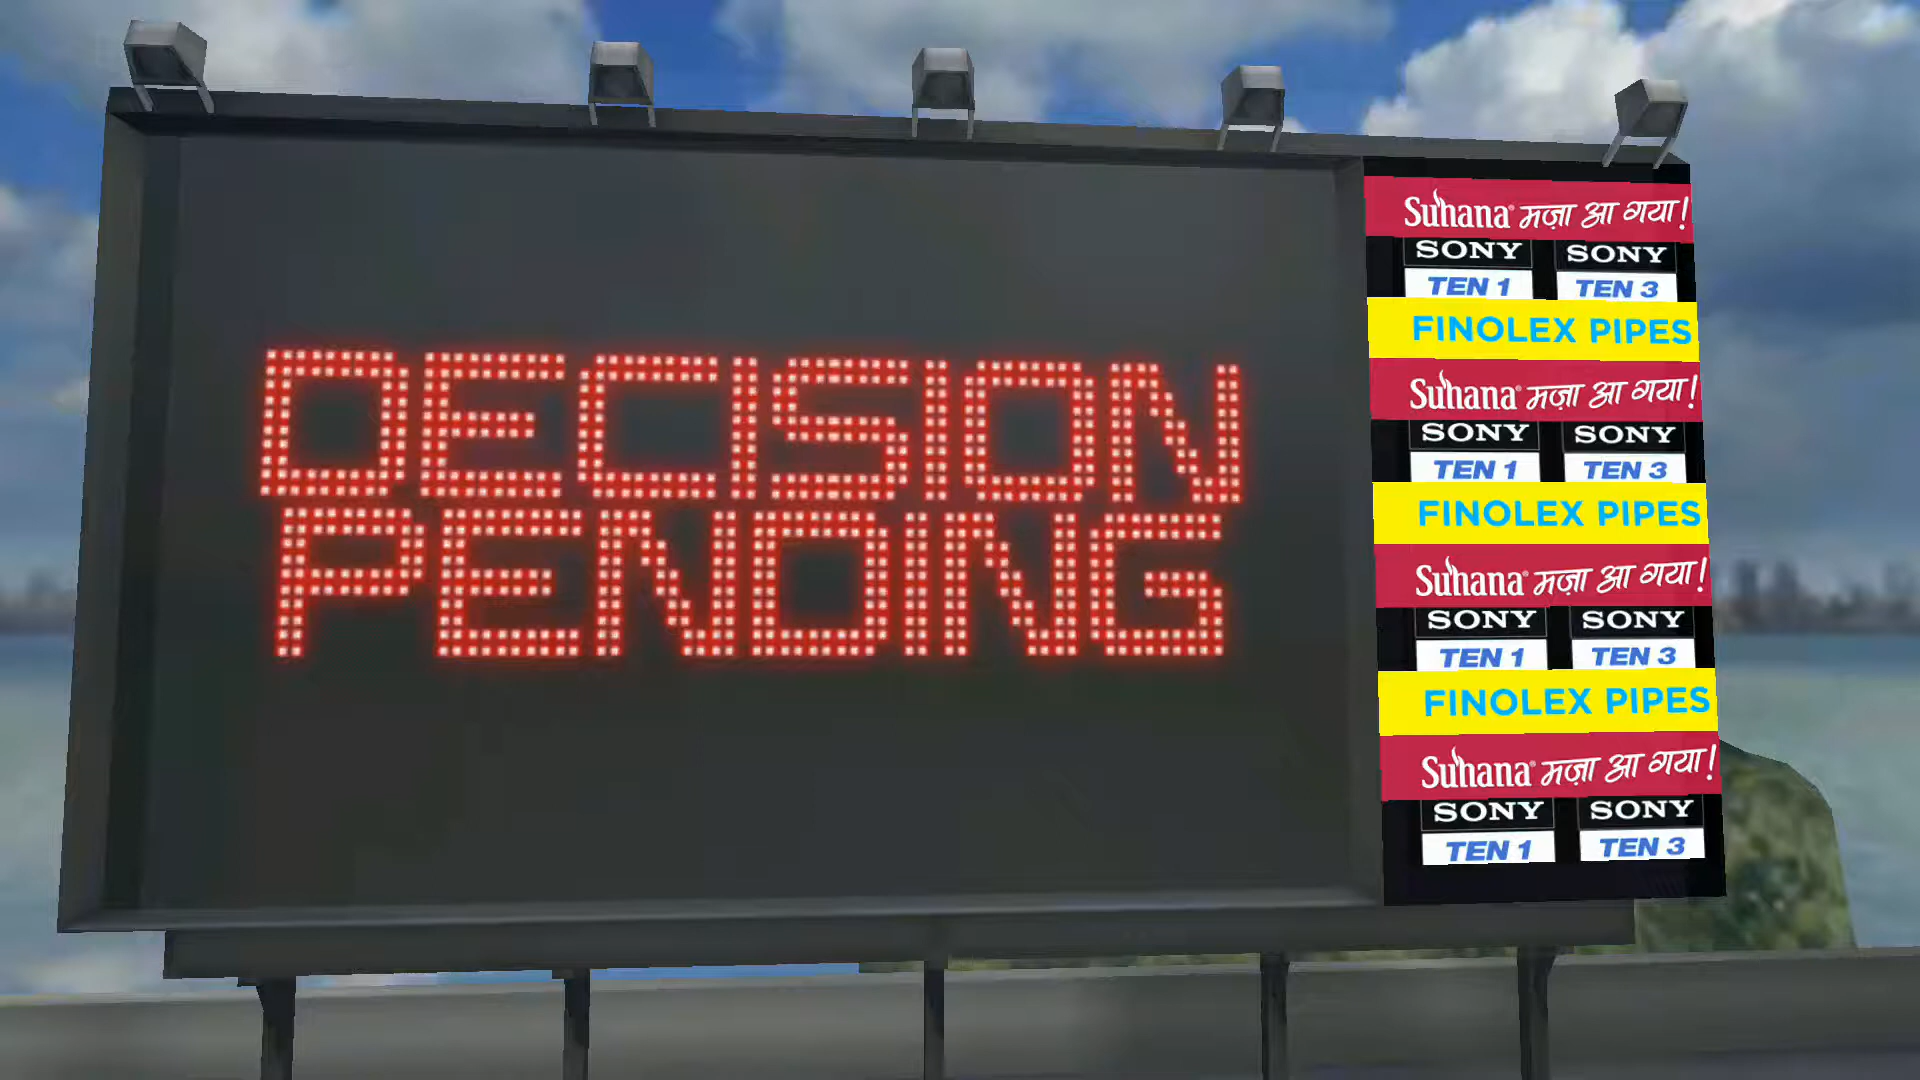 DECISION
PENDING
Suhana® मज़ा आ गया!
SONY SONY
TEN 1 TEN 3
FINOLEX PIPES
Suhana® मज़ा आ गया!
SONY SONY
TEN 1 TEN 3
FINOLEX PIPES
Suhana® मज़ा आ गया!
SONY SONY
TEN 1 TEN 3
FINOLEX PIPES
Suhana® मज़ा आ गया!
SONY SONY
TEN 1 TEN 3